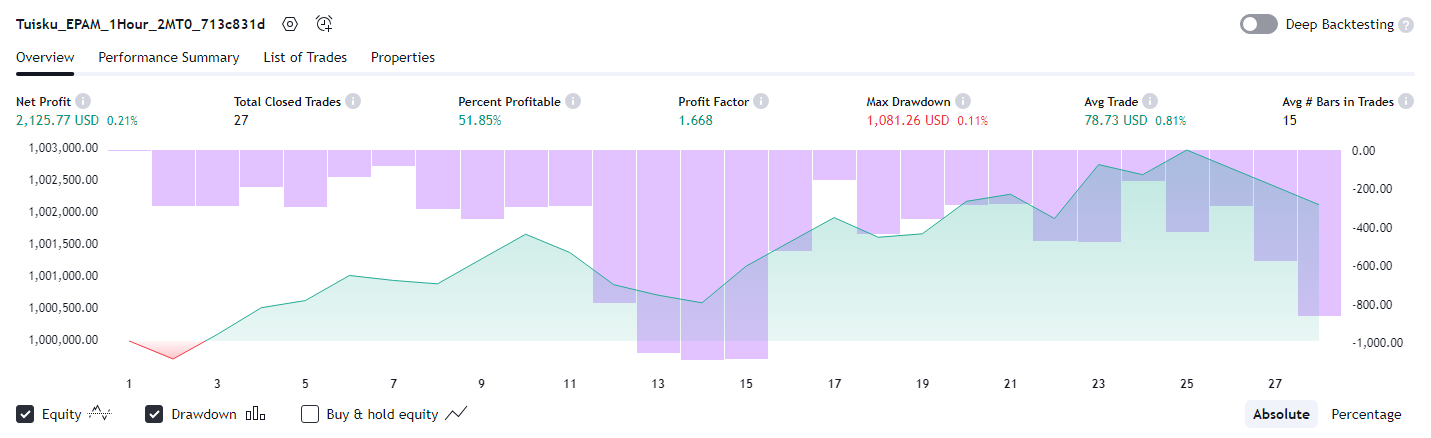 Tuisku_EPAM_1Hour_2MT0_713c831d
Deep Backtesting ?
Overview Performance Summary List of Trades Properties
Net Profit Total Closed Trades Percent Profitable Profit Factor Max Drawdown Avg Trade Avg # Bars in Trades
2,125.77 USD 0.21% 27 51.85% 1.668 1,081.26 USD 0.11% 78.73 USD 0.81% 15
1,003,000.00 0.00
1,002,500.00 -200.00
1,002,000.00 -400.00
1,001,500.00 -600.00
1,001,000.00 -800.00
1,000,500.00 -1,000.00
1,000,000.00
1 3 5 7 9 11 13 15 17 19 21 23 25 27
Equity Drawdown Buy & hold equity Absolute Percentage